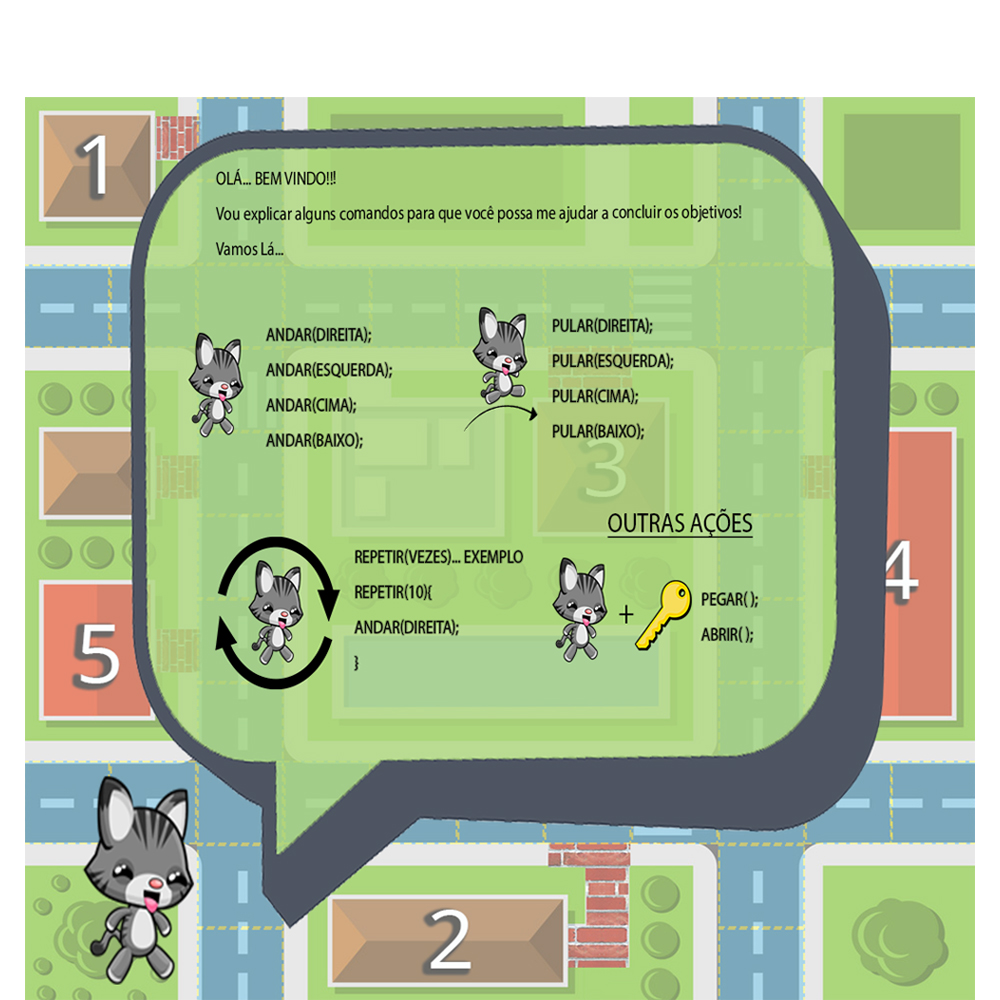 1
OLÁ... BEM VINDO!!!
Vou explicar alguns comandos para que você possa me ajudar a concluir os objetivos!
Vamos Lá...
ANDAR(DIREITA);
ANDAR(ESQUERDA);
ANDAR(CIMA);
ANDAR(BAIXO);
PULAR(DIREITA);
PULAR(ESQUERDA);
PULAR(CIMA);
PULAR(BAIXO);
3
OUTRAS AÇÕES
REPETIR(VEZES)... EXEMPLO
REPETIR(10){
ANDAR(DIREITA);
}
+
PEGAR( );
ABRIR( );
4
5
2